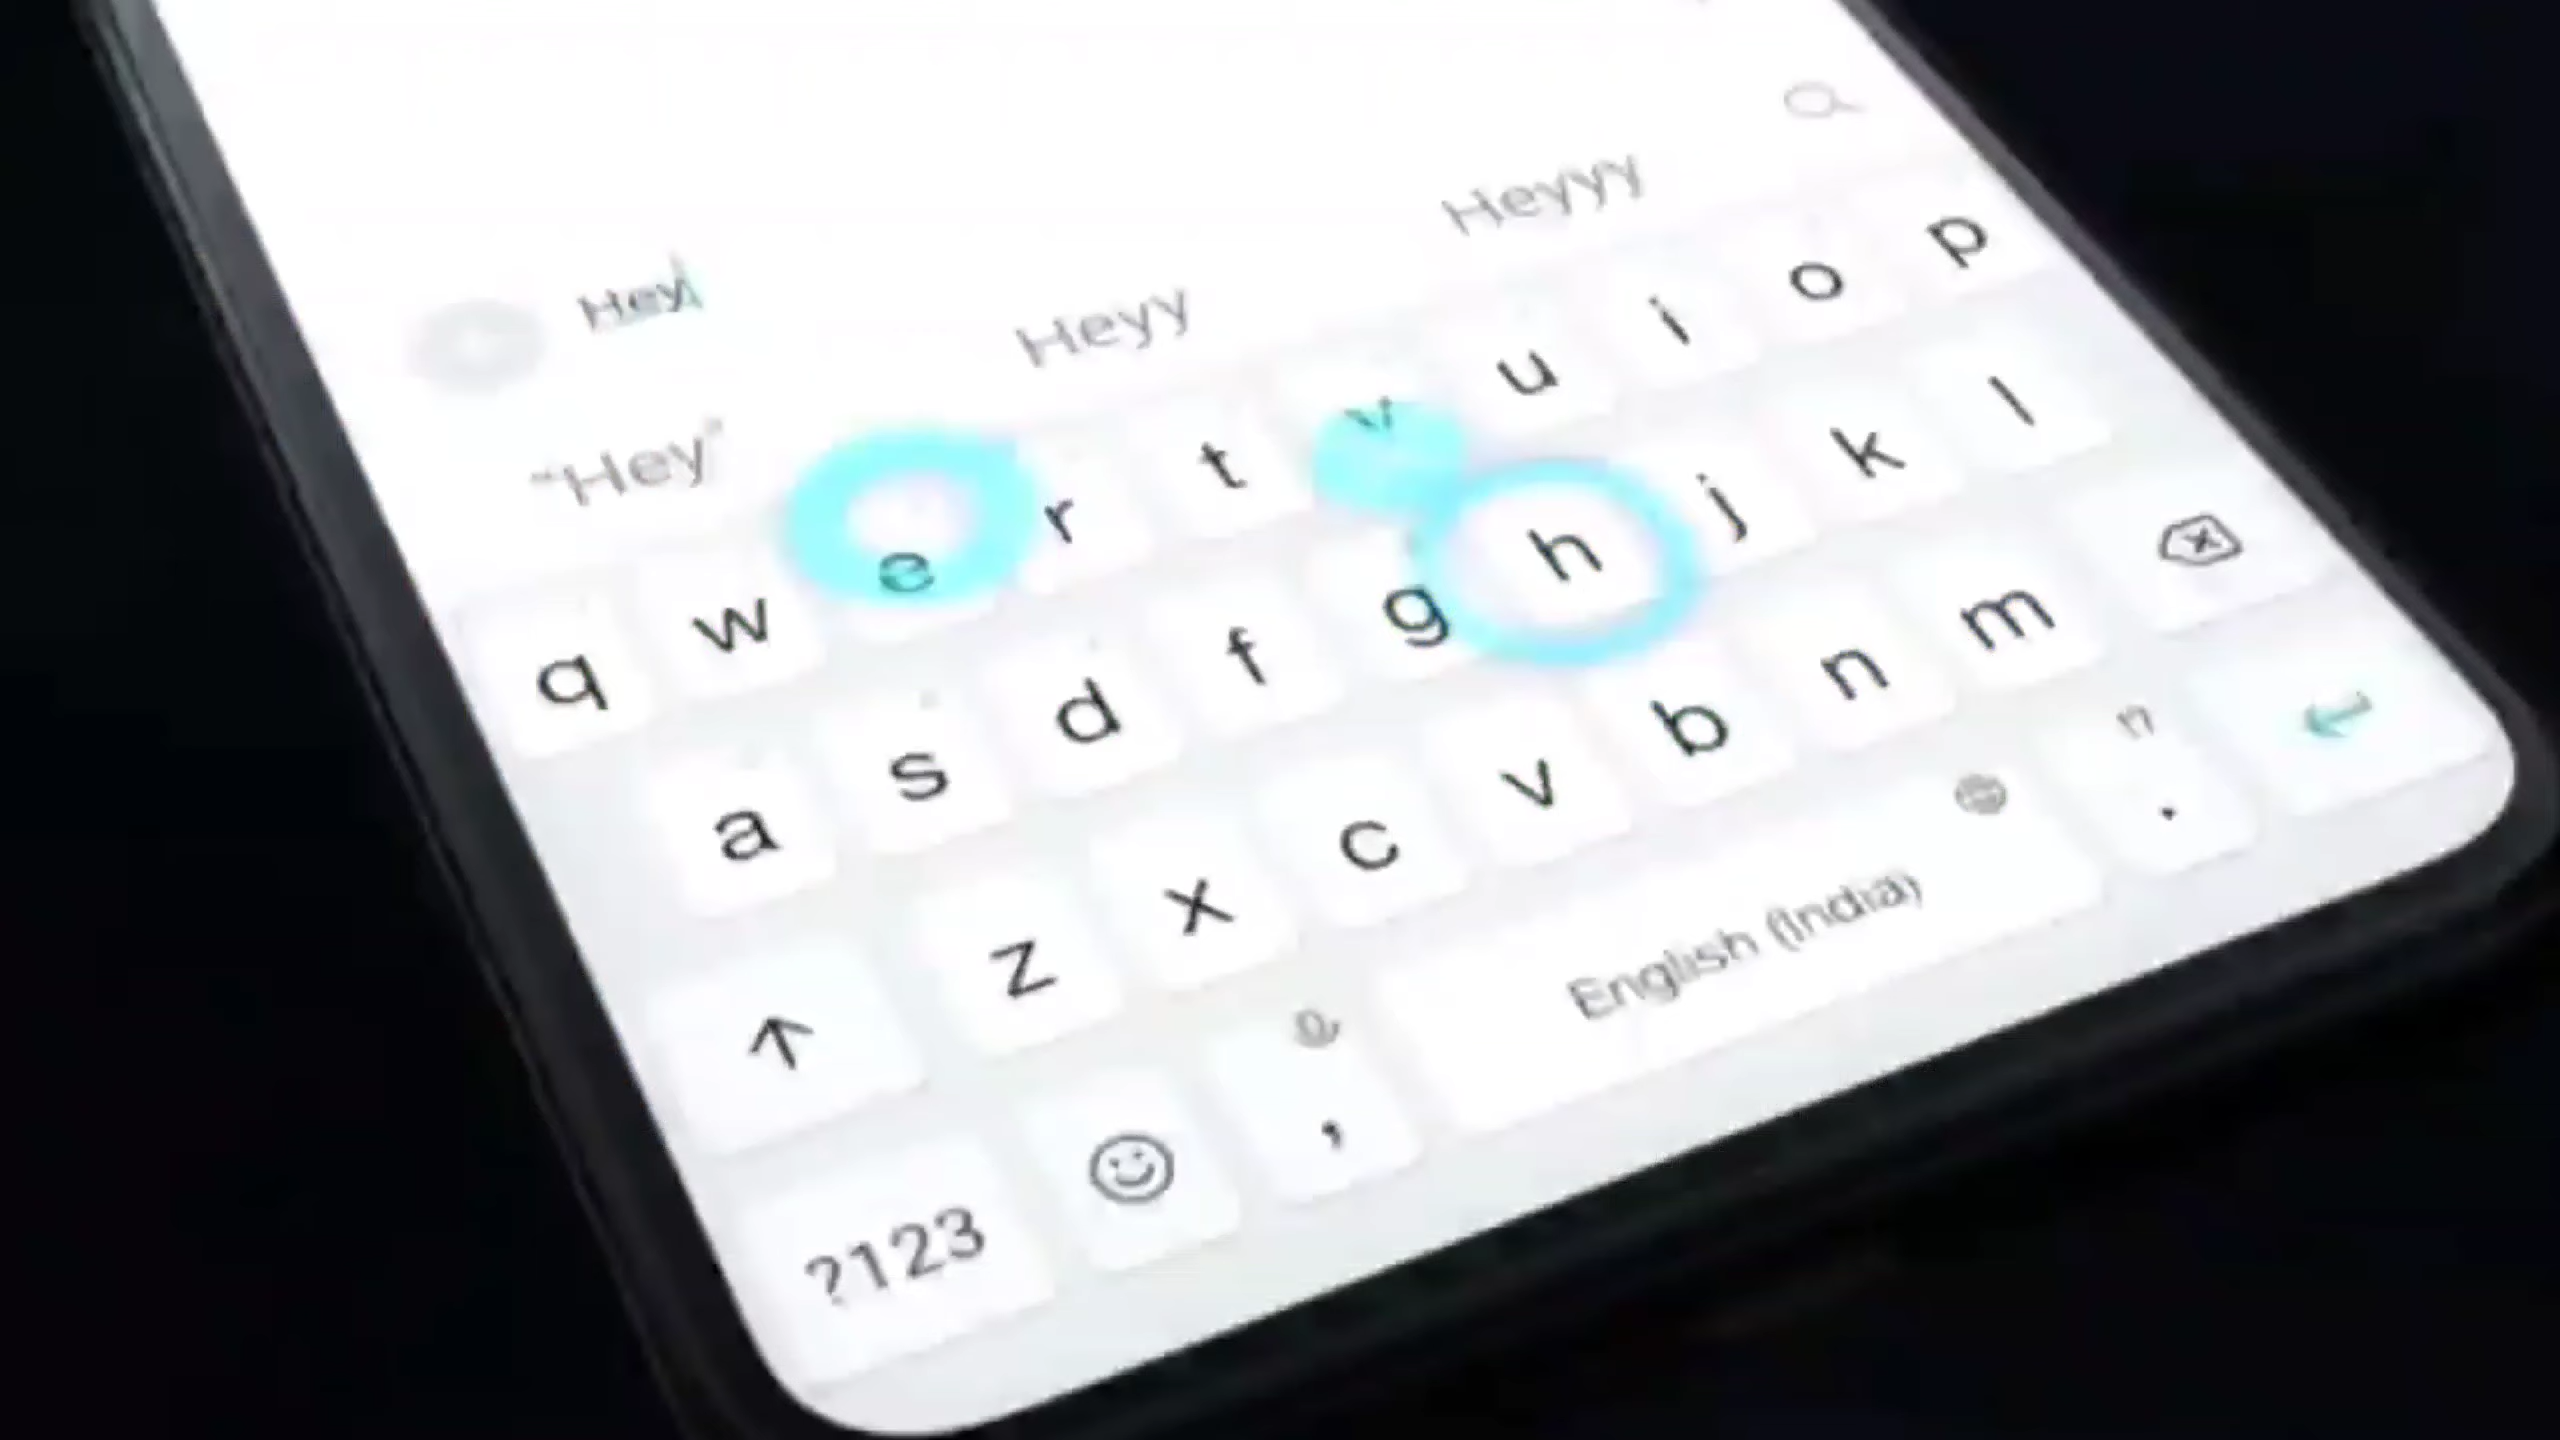 Hey
"Hey" Heyy Heyyy
q w e r t y u i o p
a s d f g h j k l
z x c v b n m
?123 , English (India) .